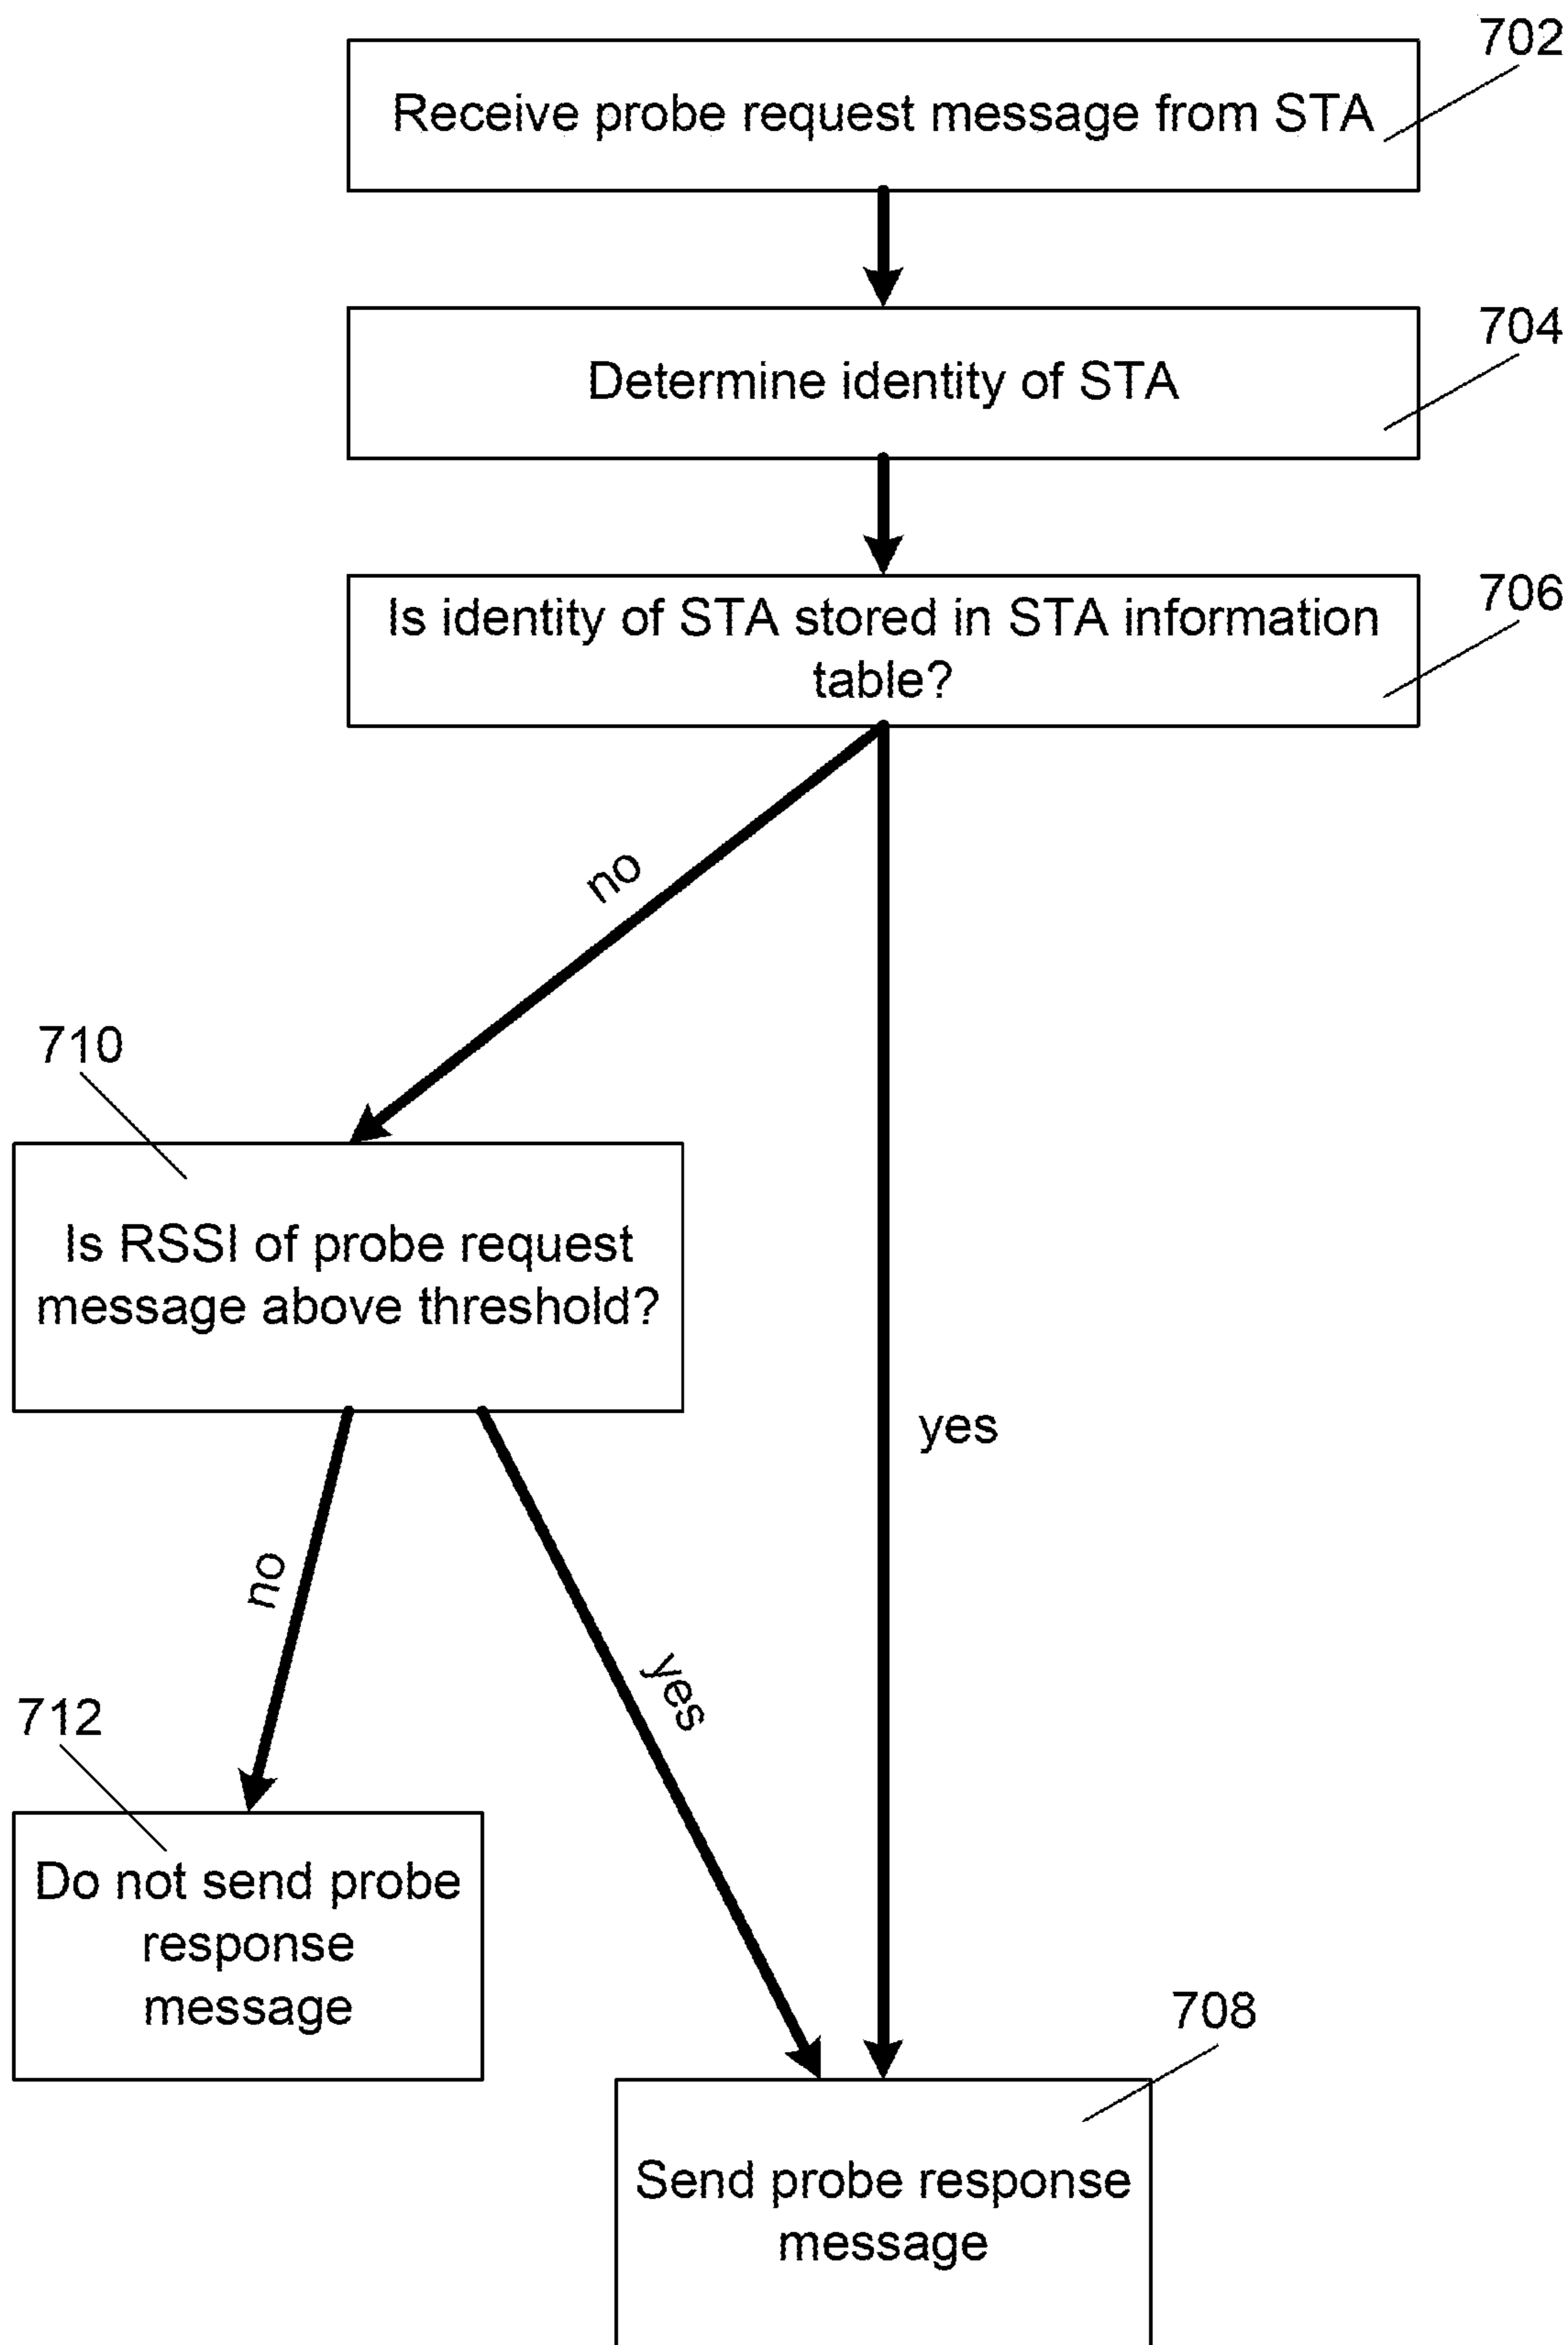 702
Receive probe request message from STA
704
Determine identity of STA
706
Is identity of STA stored in STA information
table?
no
710
Is RSSI of probe request
message above threshold?
yes
no
yes
712
Do not send probe
response
message
708
Send probe response
message